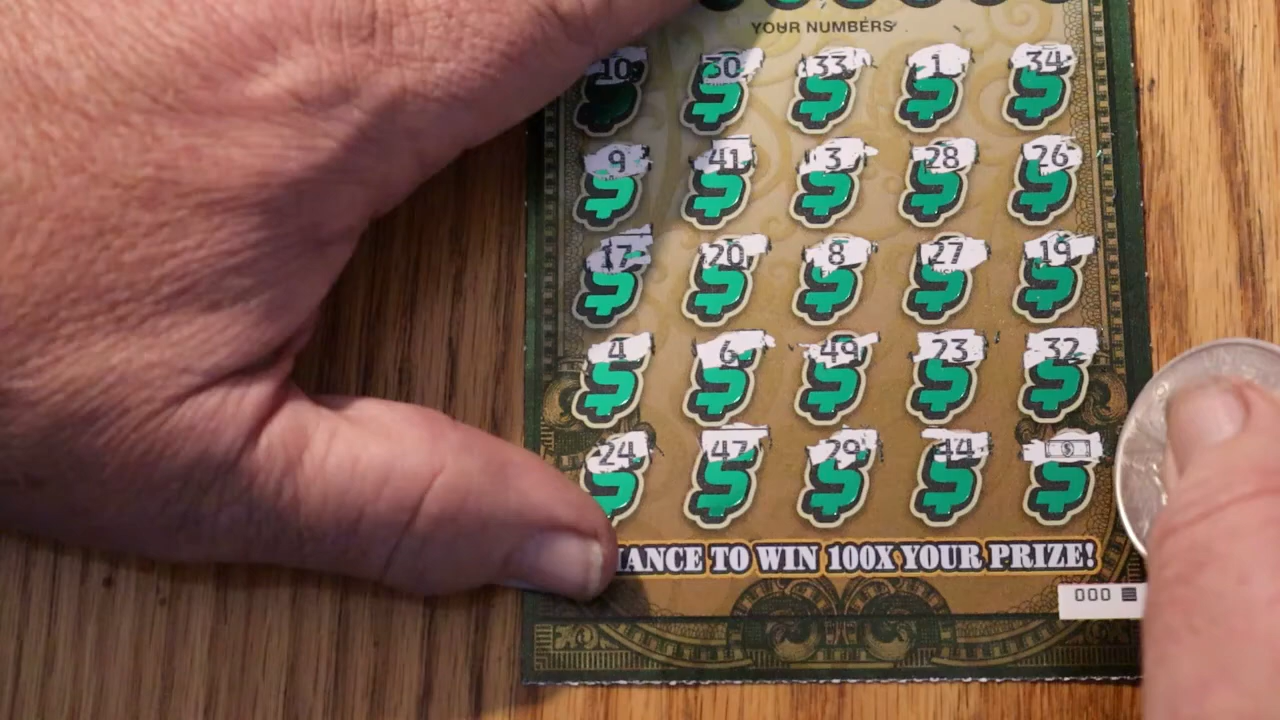 YOUR NUMBERS
10 30 33 1 34
$ $ $ $
9 41 3 28 26
$ $ $ $ $
17 20 8 27 19
$ $ $ $ $
4 6 49 23 32
$ $ $ $ $
24 47 29 44 $
$ $ $ $ $
HANCE TO WIN 100X YOUR PRIZE!
000